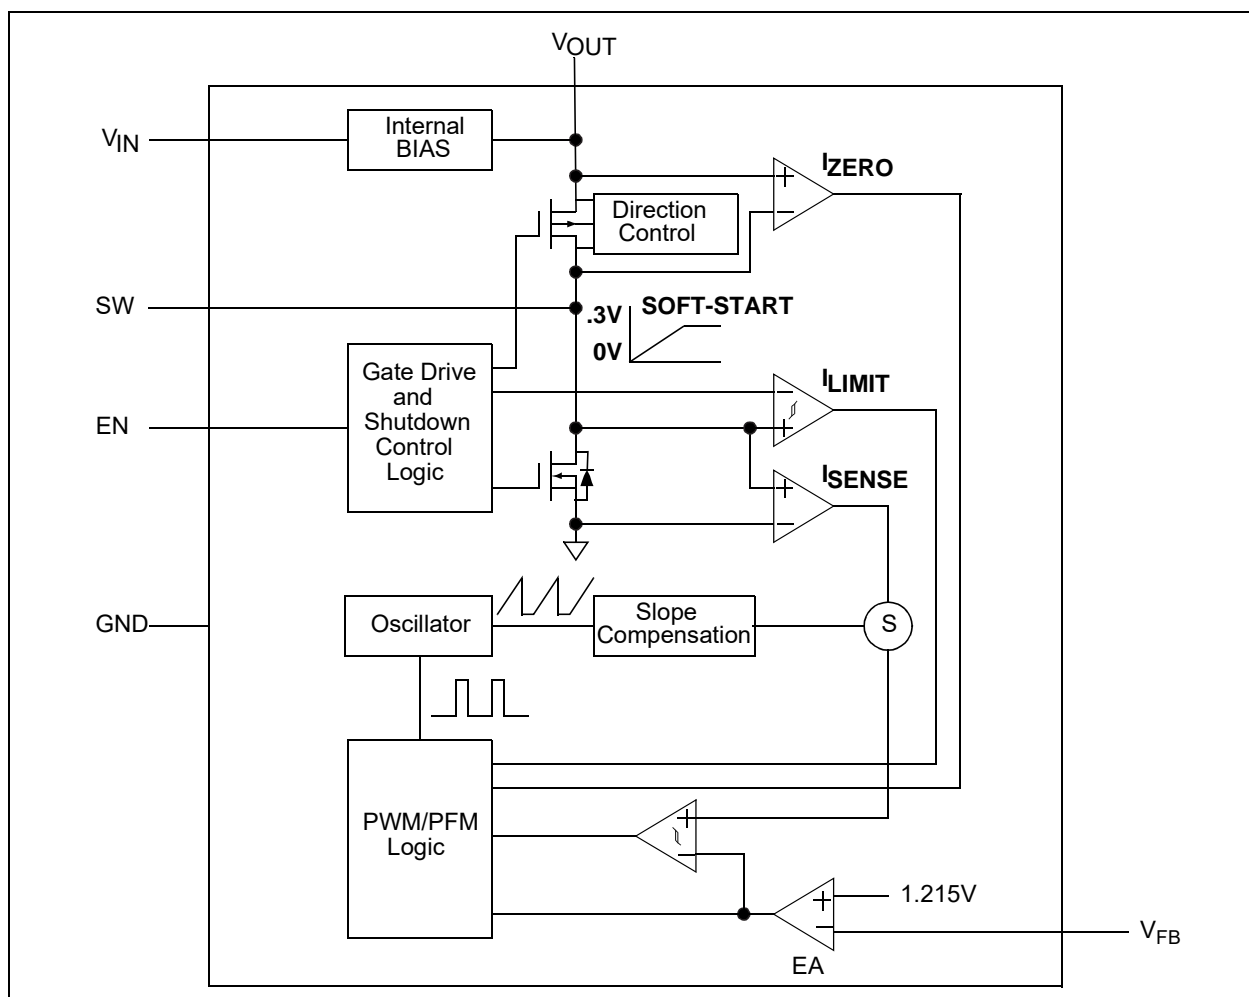 VOUT
VIN
Internal
BIAS
IZERO
+
−
Direction
Control
SW
.3V
SOFT-START
0V
Gate Drive
and
Shutdown
Control
Logic
ILIMIT
−
+
EN
ISENSE
+
−
GND
Oscillator
Slope
Compensation
S
PWM/PFM
Logic
+
−
1.215V
+
−
VFB
EA